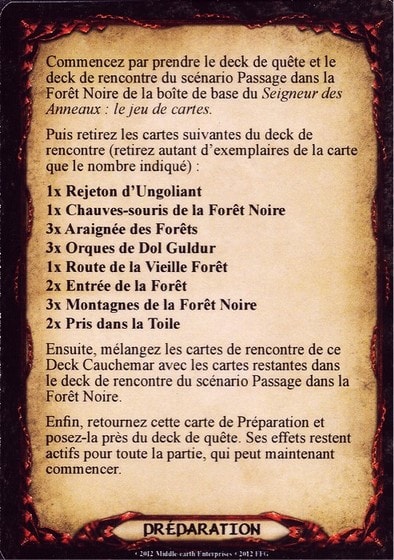 Commencez par prendre le deck de quête et le
deck de rencontre du scénario Passage dans la
Forêt Noire de la boîte de base du Seigneur des
Anneaux : le jeu de cartes.
Puis retirez les cartes suivantes du deck de
rencontre (retirez autant d'exemplaires de la carte
que le nombre indiqué) :
1x Rejeton d'Ungoliant
1x Chauves-souris de la Forêt Noire
3x Araignée des Forêts
3x Orques de Dol Guldur
1x Route de la Vieille Forêt
2x Entrée de la Forêt
3x Montagnes de la Forêt Noire
2x Pris dans la Toile
Ensuite, mélangez les cartes de rencontre de ce
Deck Cauchemar avec les cartes restantes dans
le deck de rencontre du scénario Passage dans la
Forêt Noire.
Enfin, retournez cette carte de Préparation et
posez-la près du deck de quête. Ses effets restent
actifs pour toute la partie, qui peut maintenant
commencer.
PRÉPARATION
• 2012 Middle-earth Enterprises • 2012 FFG